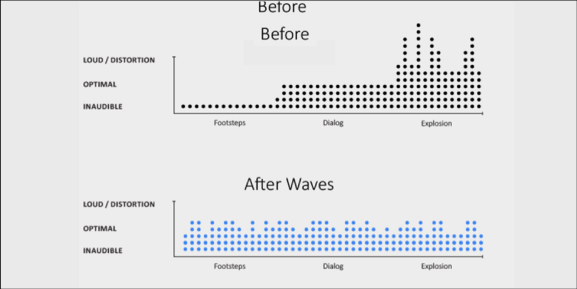 Before
Before
LOUD / DISTORTION
OPTIMAL
INAUDIBLE
Footsteps Dialog Explosion
After Waves
LOUD / DISTORTION
OPTIMAL
INAUDIBLE
Footsteps Dialog Explosion